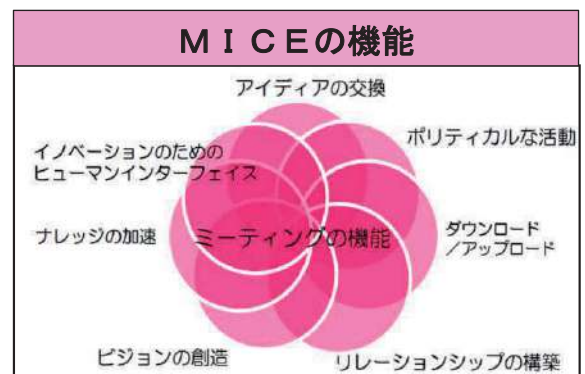 ＭＩＣＥの機能
アイディアの交換
ポリティカルな活動
イノベーションのための
ヒューマンインターフェイス
ナレッジの加速
ミーティングの機能
ダウンロード
／アップロード
ビジョンの創造
リレーションシップの構築